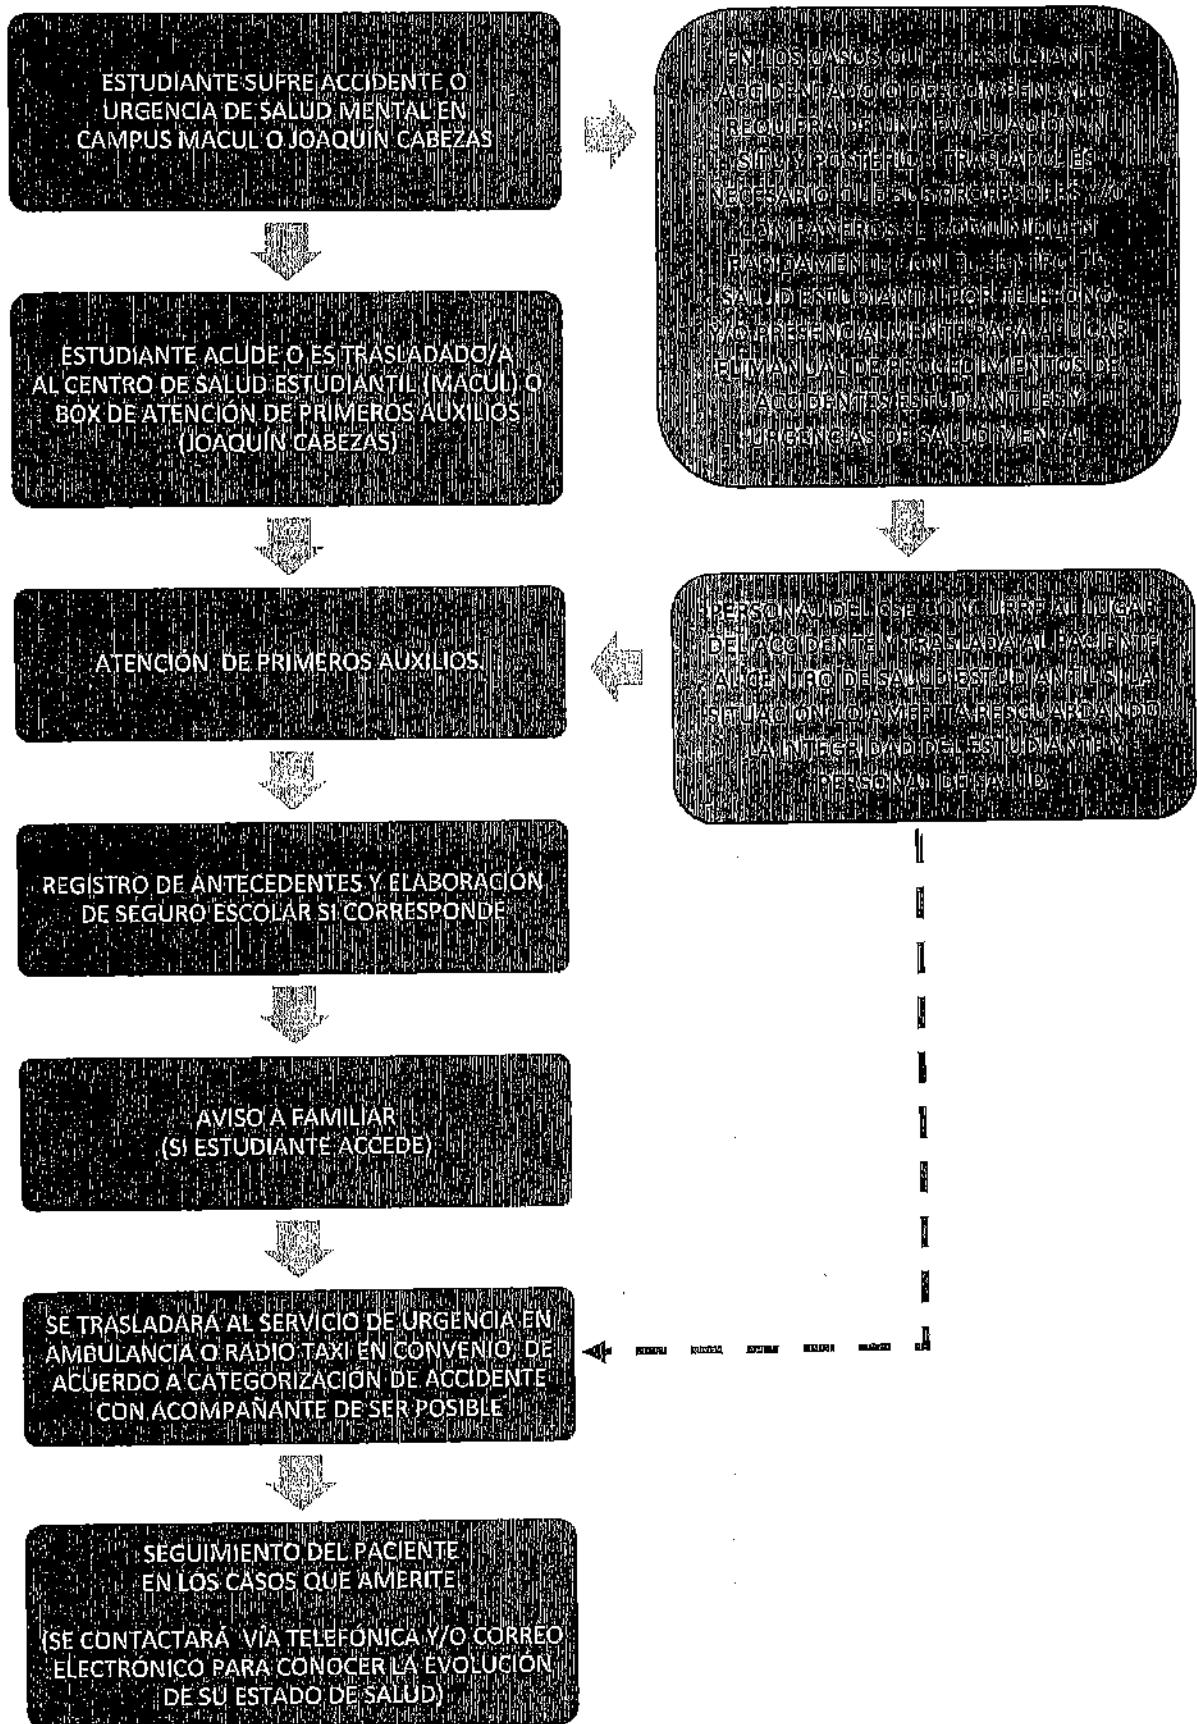 ESTUDIANTE SUFRE ACCIDENTE O
URGENCIA DE SALUD MENTAL EN
CAMPUS MACUL O JOAQUÍN CABEZAS
EN LOS CASOS QUE ESTUDIANTE
ACCIDENTADO O DESCOMPENSADO
REQUIERA DE UNA EVALUACIÓN IN
SITU Y POSTERIOR TRASLADO, ES
NECESARIO QUE SUS PROFESORES Y/O
COMPAÑEROS SE COMUNIQUEN
RÁPIDAMENTE CON EL CENTRO DE
SALUD ESTUDIANTIL POR TELÉFONO
Y/O PRESENCIALMENTE PARA APLICAR
EL MANUAL DE PROCEDIMIENTOS DE
ACCIDENTES ESTUDIANTILES Y
URGENCIAS DE SALUD MENTAL
ESTUDIANTE ACUDE O ES TRASLADADO/A
AL CENTRO DE SALUD ESTUDIANTIL (MACUL) O
BOX DE ATENCIÓN DE PRIMEROS AUXILIOS
(JOAQUÍN CABEZAS)
PERSONAL DEL CSE CONCURRE AL LUGAR
DEL ACCIDENTE Y TRASLADA AL PACIENTE
AL CENTRO DE SALUD ESTUDIANTIL SI LA
SITUACIÓN LO AMERITA RESGUARDANDO
LA INTEGRIDAD DEL ESTUDIANTE Y
PERSONAL DE SALUD
ATENCIÓN DE PRIMEROS AUXILIOS.
REGISTRO DE ANTECEDENTES Y ELABORACIÓN
DE SEGURO ESCOLAR SI CORRESPONDE
AVISO A FAMILIAR
(SI ESTUDIANTE ACCEDE)
SE TRASLADARÁ AL SERVICIO DE URGENCIA EN
AMBULANCIA O RADIO TAXI EN CONVENIO, DE
ACUERDO A CATEGORIZACIÓN DE ACCIDENTE
CON ACOMPAÑANTE DE SER POSIBLE
SEGUIMIENTO DEL PACIENTE
EN LOS CASOS QUE AMERITE
(SE CONTACTARÁ VÍA TELEFÓNICA Y/O CORREO
ELECTRÓNICO PARA CONOCER LA EVOLUCIÓN
DE SU ESTADO DE SALUD)